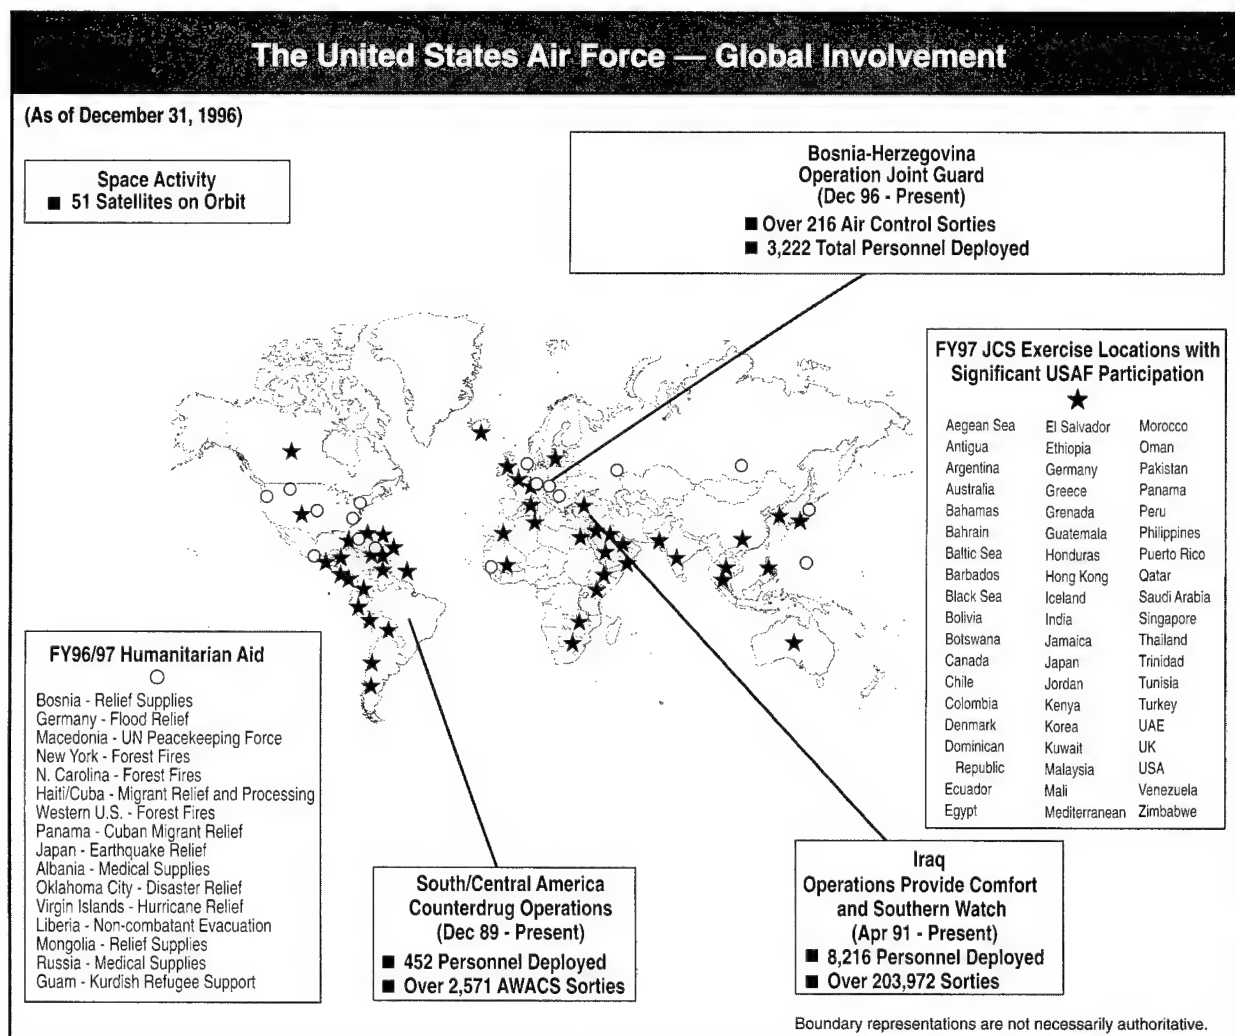 The United States Air Force — Global Involvement
(As of December 31, 1996)
Space Activity
■ 51 Satellites on Orbit
Bosnia-Herzegovina
Operation Joint Guard
(Dec 96 - Present)
■ Over 216 Air Control Sorties
■ 3,222 Total Personnel Deployed
FY97 JCS Exercise Locations with
Significant USAF Participation
★
Aegean Sea
Antigua
Argentina
Australia
Bahamas
Bahrain
Baltic Sea
Barbados
Black Sea
Bolivia
Botswana
Canada
Chile
Colombia
Denmark
Dominican
Republic
Ecuador
Egypt
El Salvador
Ethiopia
Germany
Greece
Grenada
Guatemala
Honduras
Hong Kong
Iceland
India
Jamaica
Japan
Jordan
Kenya
Korea
Kuwait
Malaysia
Mali
Mediterranean
Morocco
Oman
Pakistan
Panama
Peru
Philippines
Puerto Rico
Qatar
Saudi Arabia
Singapore
Thailand
Trinidad
Tunisia
Turkey
UAE
UK
USA
Venezuela
Zimbabwe
FY96/97 Humanitarian Aid
○
Bosnia - Relief Supplies
Germany - Flood Relief
Macedonia - UN Peacekeeping Force
New York - Forest Fires
N. Carolina - Forest Fires
Haiti/Cuba - Migrant Relief and Processing
Western U.S. - Forest Fires
Panama - Cuban Migrant Relief
Japan - Earthquake Relief
Albania - Medical Supplies
Oklahoma City - Disaster Relief
Virgin Islands - Hurricane Relief
Liberia - Non-combatant Evacuation
Mongolia - Relief Supplies
Russia - Medical Supplies
Guam - Kurdish Refugee Support
South/Central America
Counterdrug Operations
(Dec 89 - Present)
■ 452 Personnel Deployed
■ Over 2,571 AWACS Sorties
Iraq
Operations Provide Comfort
and Southern Watch
(Apr 91 - Present)
■ 8,216 Personnel Deployed
■ Over 203,972 Sorties
Boundary representations are not necessarily authoritative.